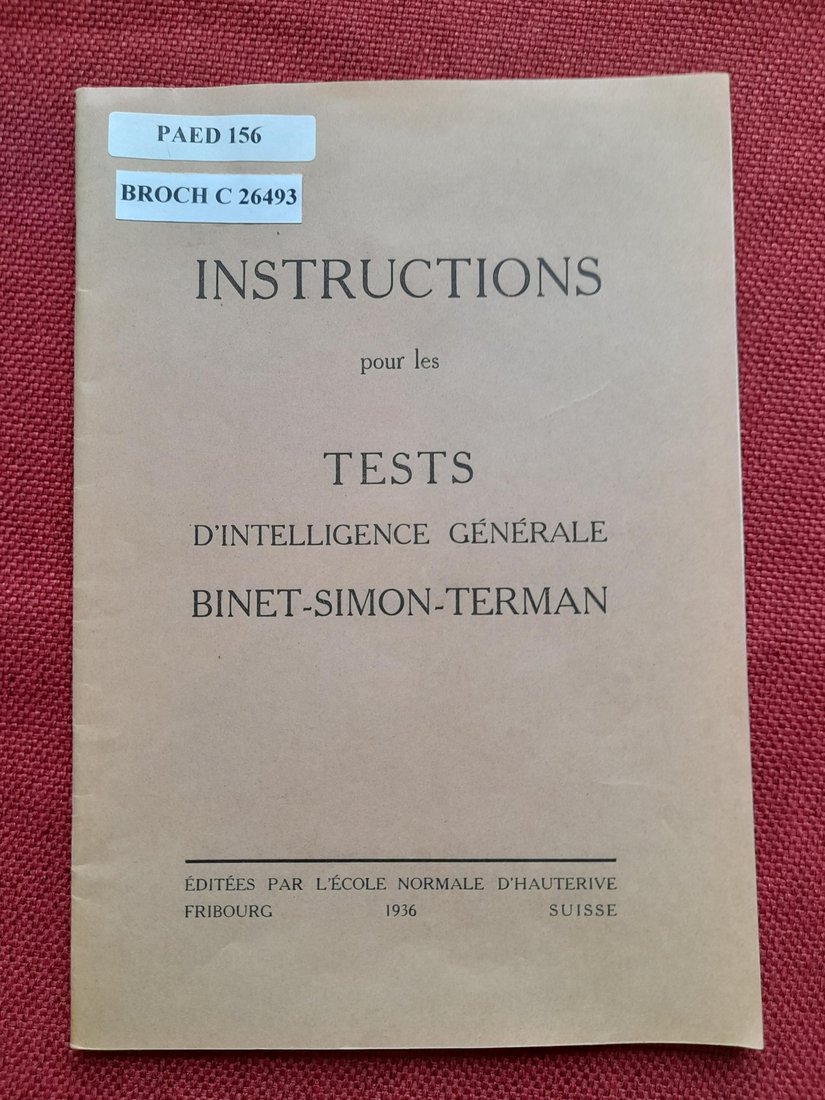 PAED 156
BROCH C 26493
INSTRUCTIONS
pour les
TESTS
D'INTELLIGENCE GÉNÉRALE
BINET-SIMON-TERMAN
ÉDITÉES PAR L'ÉCOLE NORMALE D'HAUTERIVE
FRIBOURG 1936 SUISSE